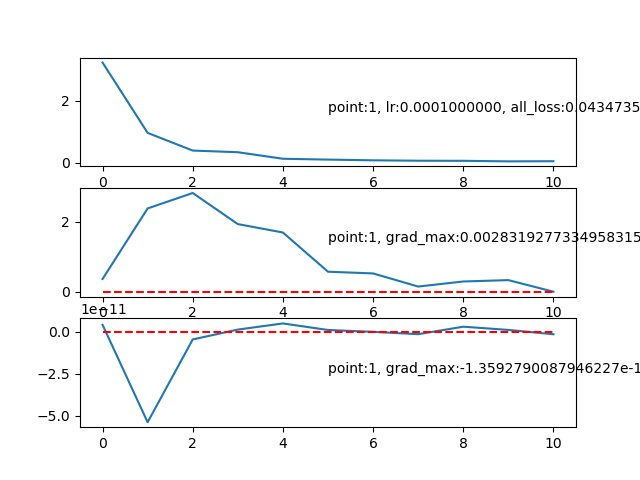 2
point:1, lr:0.0001000000, all_loss:0.0434735
0
0 2 4 6 8 10
2
point:1, grad_max:0.0028319277334958315
0
0 2 4 6 8 10
1e−11
0.0
point:1, grad_max:-1.3592790087946227e-1
−2.5
−5.0
0 2 4 6 8 10